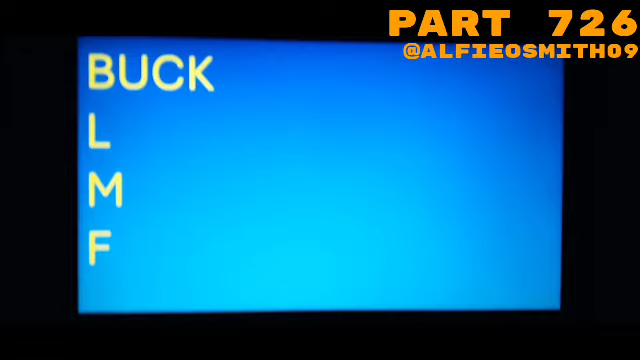 PART 726
@ALFIEOSMITH09
BUCK
L
M
F